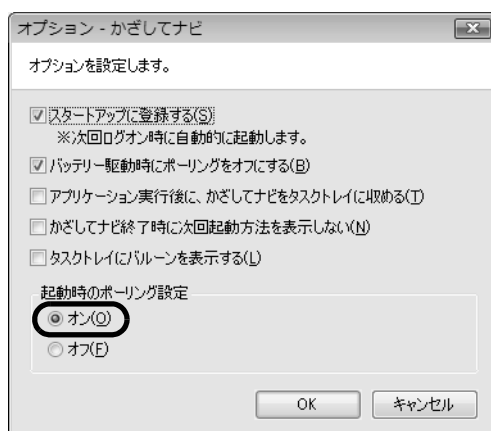 オプション - かざしてナビ
オプションを設定します。
スタートアップに登録する(S)
※次回ログオン時に自動的に起動します。
バッテリー駆動時にポーリングをオフにする(B)
アプリケーション実行後に、かざしてナビをタスクトレイに収める(T)
かざしてナビ終了時に次回起動方法を表示しない(N)
タスクトレイにバルーンを表示する(L)
起動時のポーリング設定
オン(O)
オフ(F)
OK
キャンセル